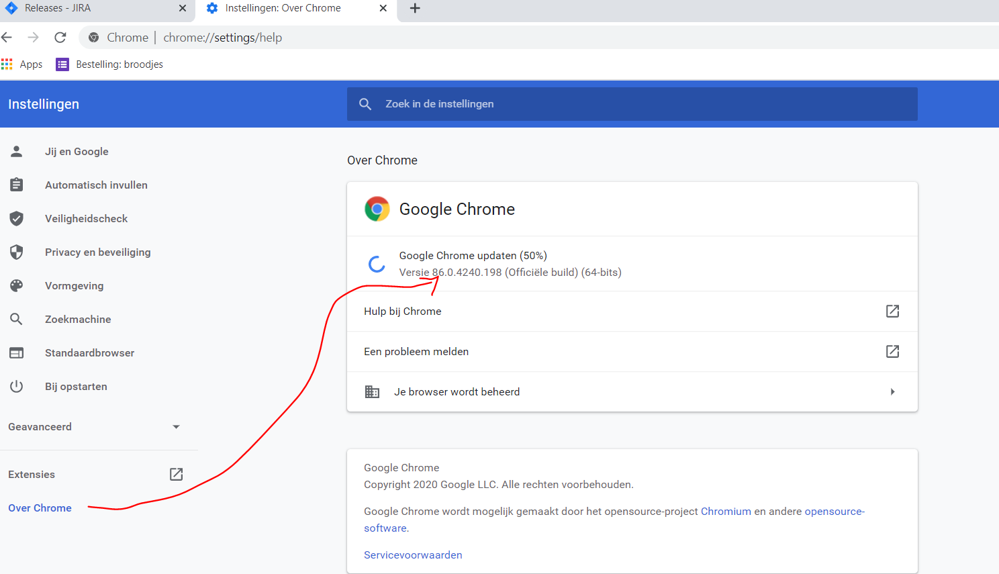 Releases - JIRA
Instellingen: Over Chrome
Chrome | chrome://settings/help
Apps
Bestelling: broodjes
Instellingen
Zoek in de instellingen
Jij en Google
Automatisch invullen
Veiligheidscheck
Privacy en beveiliging
Vormgeving
Zoekmachine
Standaardbrowser
Bij opstarten
Geavanceerd
Extensies
Over Chrome
Over Chrome
Google Chrome
Google Chrome updaten (50%)
Versie 86.0.4240.198 (Officiële build) (64-bits)
Hulp bij Chrome
Een probleem melden
Je browser wordt beheerd
Google Chrome
Copyright 2020 Google LLC. Alle rechten voorbehouden.
Google Chrome wordt mogelijk gemaakt door het opensource-project Chromium en andere opensource-
software.
Servicevoorwaarden